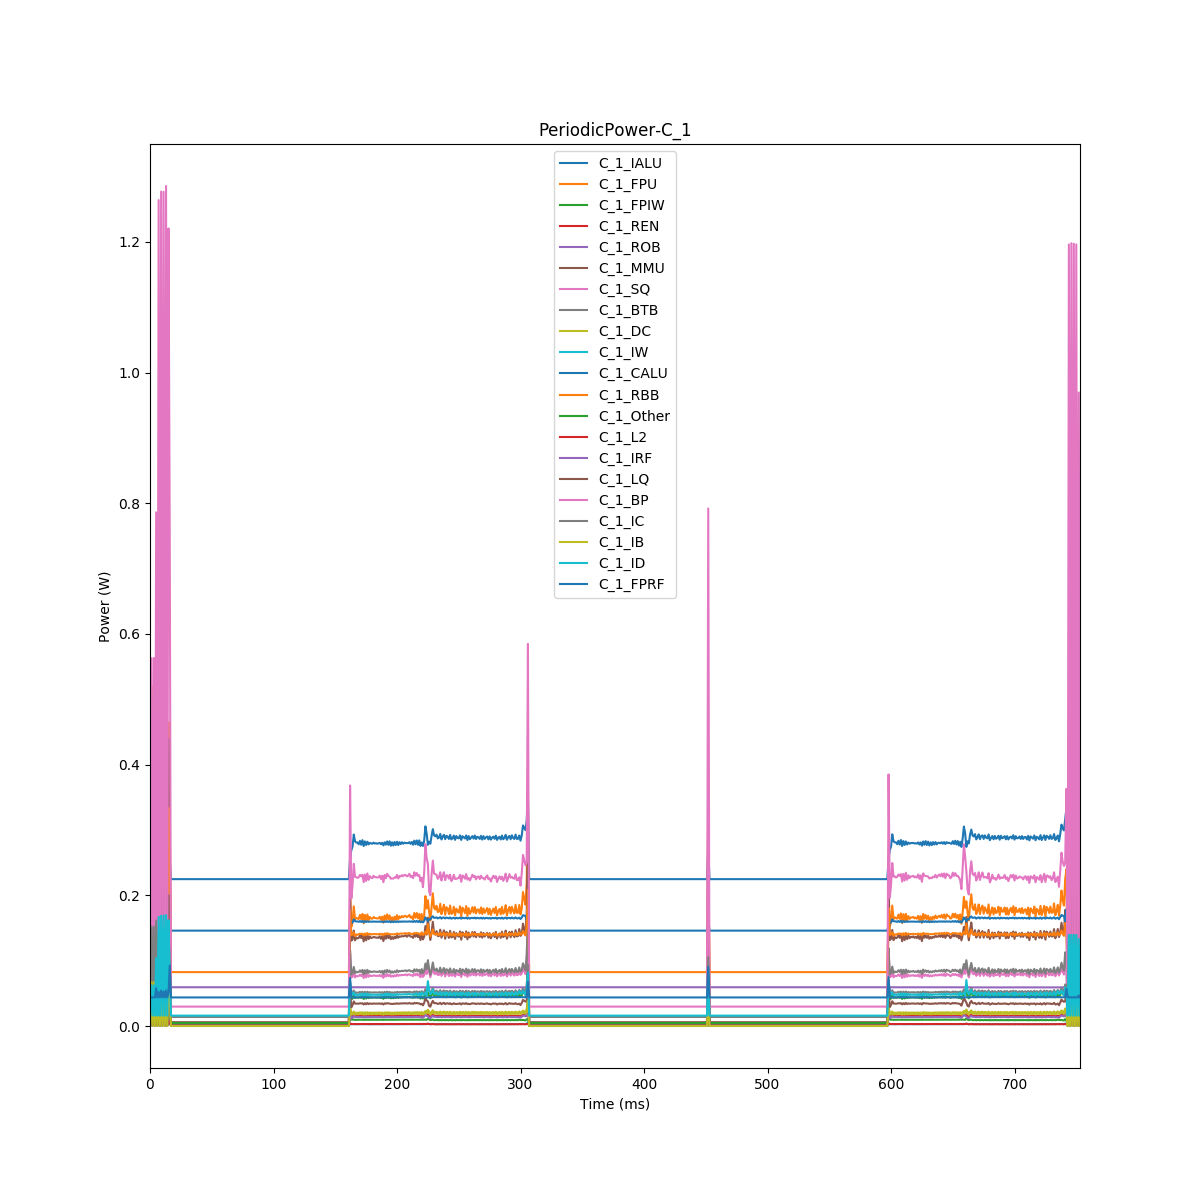 PeriodicPower-C_1
C_1_IALU
C_1_FPU
C_1_FPIW
C_1_REN
C_1_ROB
C_1_MMU
C_1_SQ
C_1_BTB
C_1_DC
C_1_IW
C_1_CALU
C_1_RBB
C_1_Other
C_1_L2
C_1_IRF
C_1_LQ
C_1_BP
C_1_IC
C_1_IB
C_1_ID
C_1_FPRF
1.2
1.0
0.8
0.6
0.4
0.2
0.0
Power (W)
0 100 200 300 400 500 600 700
Time (ms)